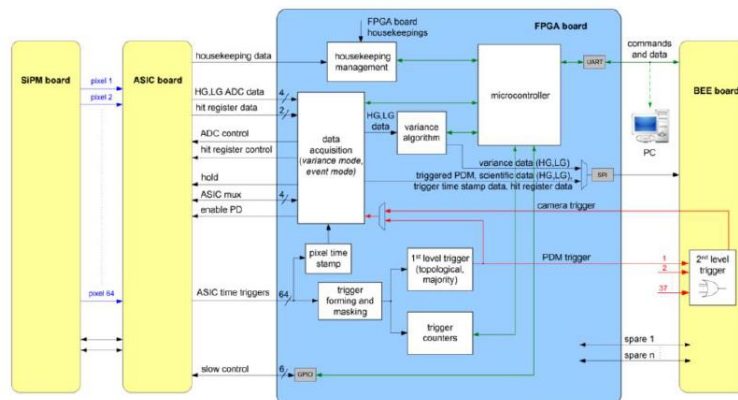 FPGA board
FPGA board
housekeepings
SiPM board
ASIC board
BEE board
housekeeping data
housekeeping
management
microcontroller
UART
commands
and data
PC
pixel 1
pixel 2
pixel 64
HG,LG ADC data
4
hit register data
2
ADC control
hit register control
hold
ASIC mux
4
enable PD
data
acquisition
(variance mode,
event mode)
HG,LG
data
variance
algorithm
variance data (HG,LG)
triggered PDM, scientific data (HG,LG),
trigger time stamp data, hit register data
SPI
camera trigger
pixel time
stamp
1st level trigger
(topological,
majority)
PDM trigger
1
2
37
2nd level
trigger
ASIC time triggers
64
trigger
forming and
masking
trigger
counters
spare 1
spare n
slow control
6
GPIO